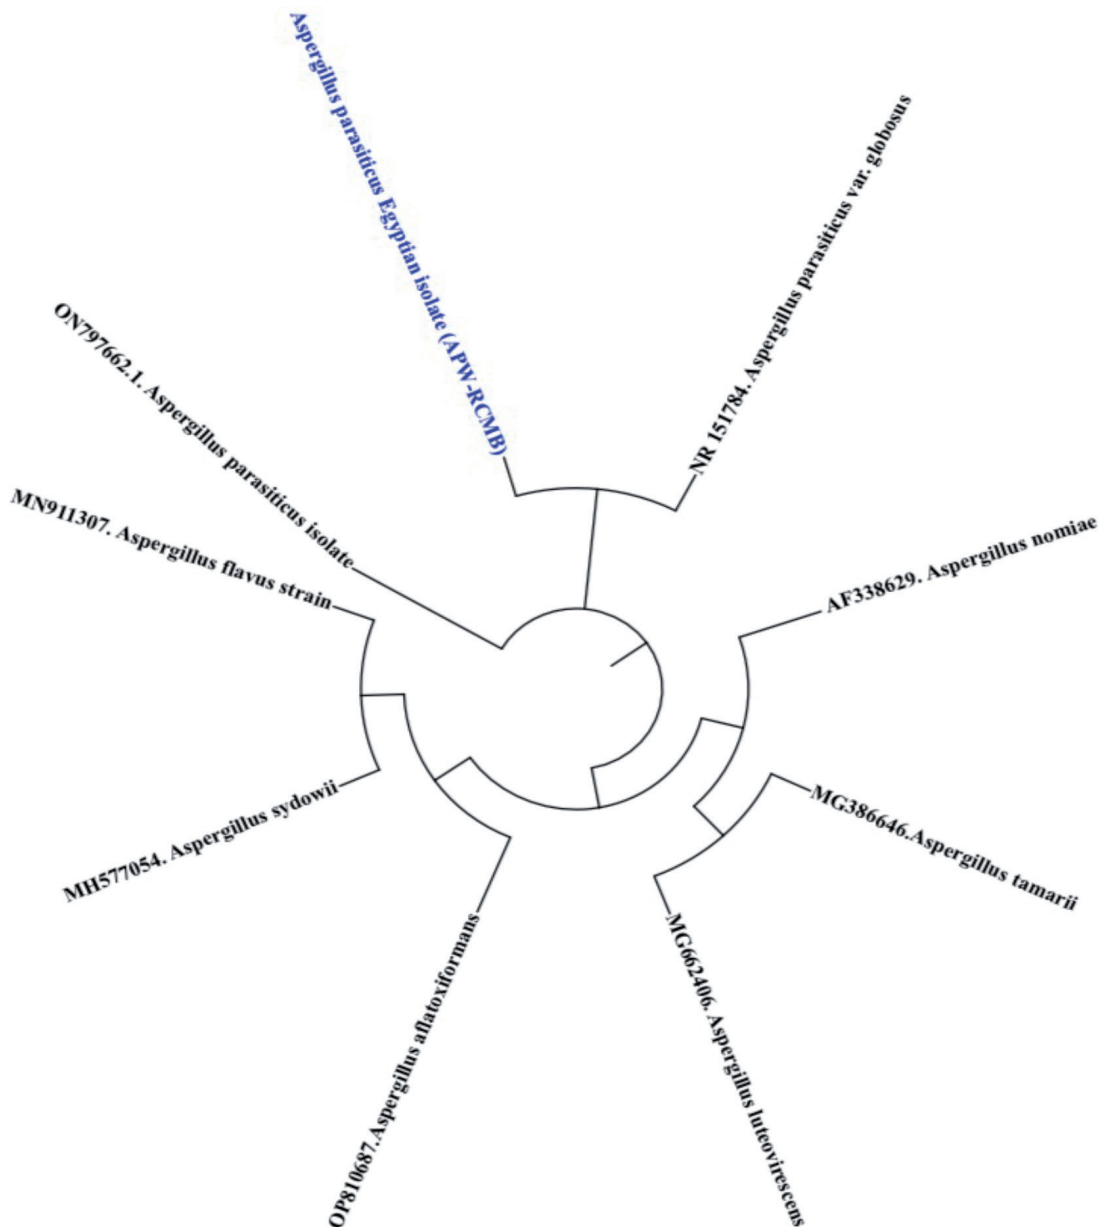 Aspergillus parasiticus Egyptian isolate (APW-RCMB)
NR 151784. Aspergillus parasiticus var. globosus
ON797662.1. Aspergillus parasiticus isolate
MN911307. Aspergillus flavus strain
AF338629. Aspergillus nomiae
MH577054. Aspergillus sydowii
MG386646.Aspergillus tamarii
OP810687.Aspergillus aflatoxiformans
MG662406. Aspergillus luteovirescens